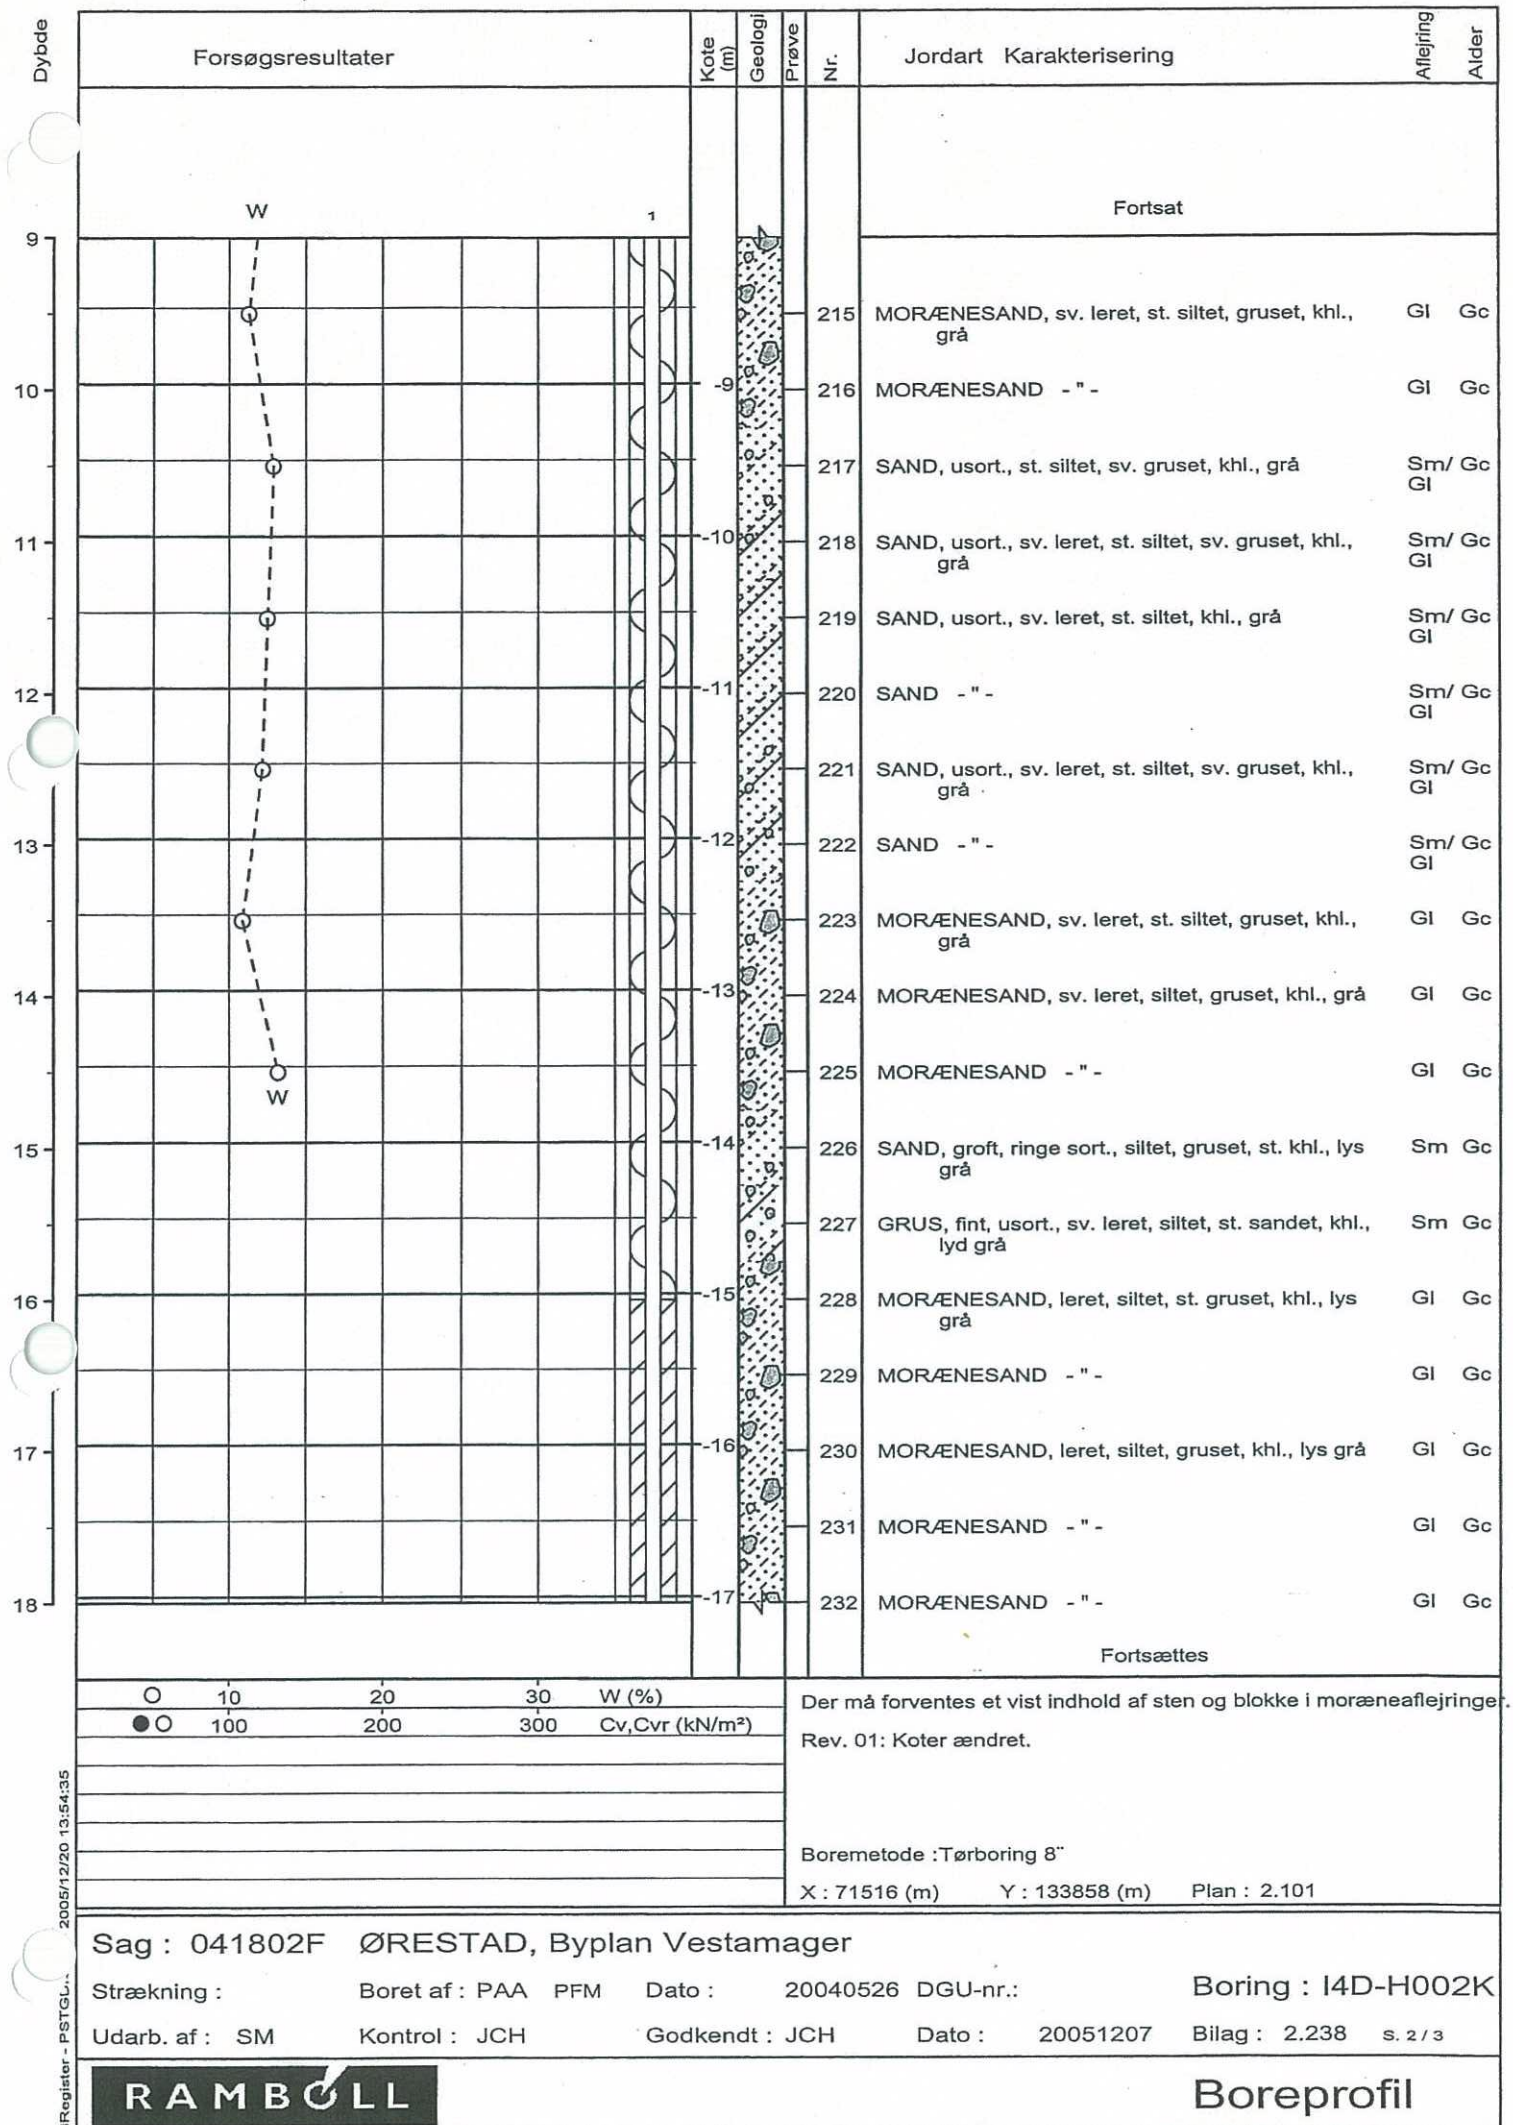 Dybde
Forsøgsresultater
Kote (m)
Geologi
Prøve
Nr.
Jordart Karakterisering
Aflejring
Alder
W
1
Fortsat
9
215 MORÆNESAND, sv. leret, st. siltet, gruset, khl., Gl Gc
grå
10
-9
216 MORÆNESAND - " - Gl Gc
217 SAND, usort., st. siltet, sv. gruset, khl., grå Sm/ Gc
Gl
11
-10
218 SAND, usort., sv. leret, st. siltet, sv. gruset, khl., Sm/ Gc
grå Gl
219 SAND, usort., sv. leret, st. siltet, khl., grå Sm/ Gc
Gl
12
-11
220 SAND - " - Sm/ Gc
Gl
221 SAND, usort., sv. leret, st. siltet, sv. gruset, khl., Sm/ Gc
grå Gl
13
-12
222 SAND - " - Sm/ Gc
Gl
223 MORÆNESAND, sv. leret, st. siltet, gruset, khl., Gl Gc
grå
14
-13
224 MORÆNESAND, sv. leret, siltet, gruset, khl., grå Gl Gc
225 MORÆNESAND - " - Gl Gc
W
15
-14
226 SAND, groft, ringe sort., siltet, gruset, st. khl., lys Sm Gc
grå
227 GRUS, fint, usort., sv. leret, siltet, st. sandet, khl., Sm Gc
lyd grå
16
-15
228 MORÆNESAND, leret, siltet, st. gruset, khl., lys Gl Gc
grå
229 MORÆNESAND - " - Gl Gc
17
-16
230 MORÆNESAND, leret, siltet, gruset, khl., lys grå Gl Gc
231 MORÆNESAND - " - Gl Gc
18
-17
232 MORÆNESAND - " - Gl Gc
Fortsættes
10 20 30 W (%)
100 200 300 Cv,Cvr (kN/m²)
Der må forventes et vist indhold af sten og blokke i moræneaflejringer.
Rev. 01: Koter ændret.
Boremetode :Tørboring 8¨
X : 71516 (m) Y : 133858 (m) Plan : 2.101
2005/12/20 13:54:35
Sag : 041802F ØRESTAD, Byplan Vestamager
Strækning : Boret af : PAA PFM Dato : 20040526 DGU-nr.: Boring : I4D-H002K
Udarb. af : SM Kontrol : JCH Godkendt : JCH Dato : 20051207 Bilag : 2.238 S. 2 / 3
RAMBØLL
Boreprofil